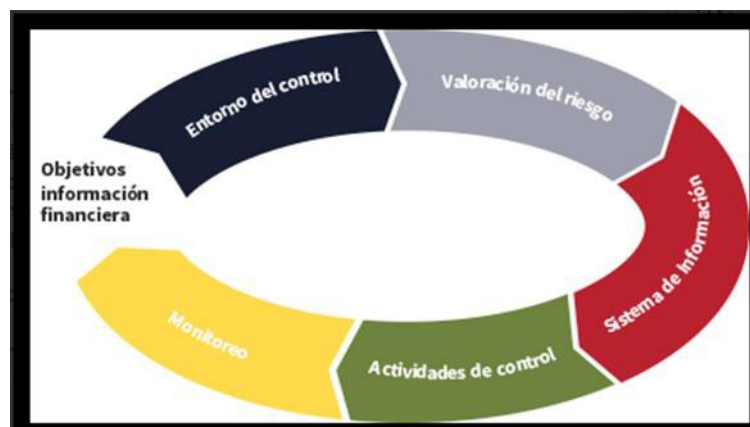 Entorno del control
Valoración del riesgo
Objetivos
información
financiera
Sistema de Información
Actividades de control
Monitoreo